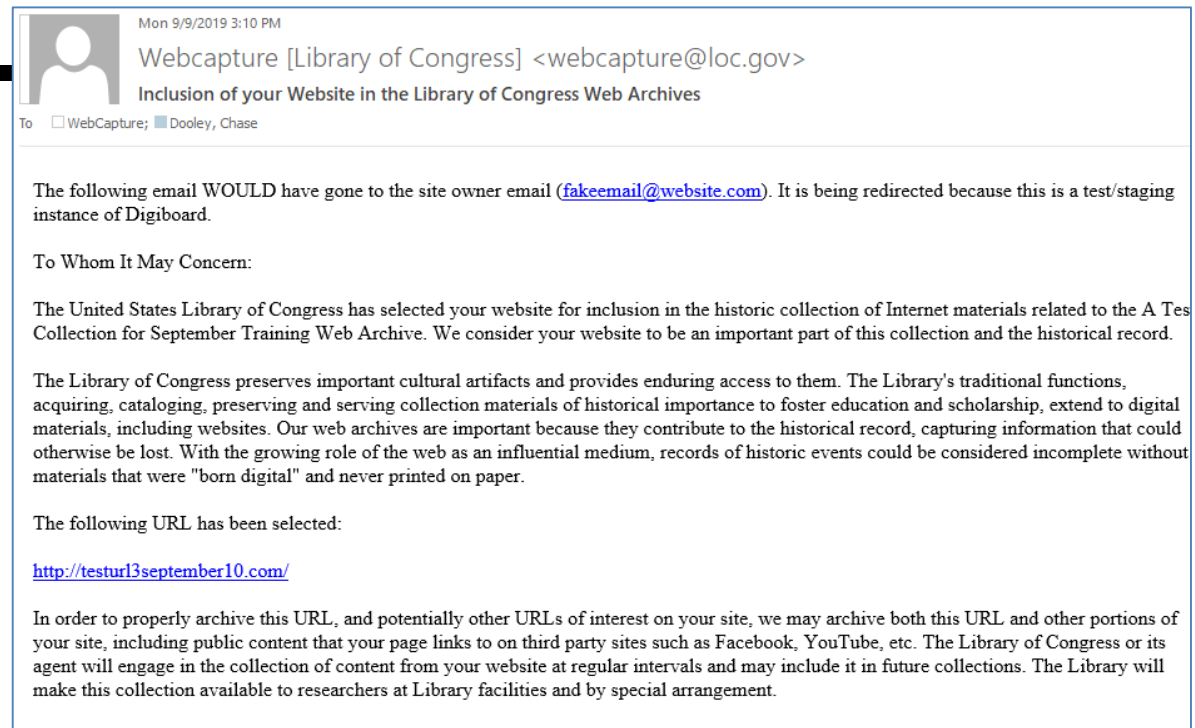 Mon 9/9/2019 3:10 PM
Webcapture [Library of Congress] <webcapture@loc.gov>
Inclusion of your Website in the Library of Congress Web Archives
To WebCapture; Dooley, Chase
The following email WOULD have gone to the site owner email (fakeemail@website.com). It is being redirected because this is a test/staging
instance of Digiboard.
To Whom It May Concern:
The United States Library of Congress has selected your website for inclusion in the historic collection of Internet materials related to the A Tes
Collection for September Training Web Archive. We consider your website to be an important part of this collection and the historical record.
The Library of Congress preserves important cultural artifacts and provides enduring access to them. The Library's traditional functions,
acquiring, cataloging, preserving and serving collection materials of historical importance to foster education and scholarship, extend to digital
materials, including websites. Our web archives are important because they contribute to the historical record, capturing information that could
otherwise be lost. With the growing role of the web as an influential medium, records of historic events could be considered incomplete without
materials that were "born digital" and never printed on paper.
The following URL has been selected:
http://testurl3september10.com/
In order to properly archive this URL, and potentially other URLs of interest on your site, we may archive both this URL and other portions of
your site, including public content that your page links to on third party sites such as Facebook, YouTube, etc. The Library of Congress or its
agent will engage in the collection of content from your website at regular intervals and may include it in future collections. The Library will
make this collection available to researchers at Library facilities and by special arrangement.